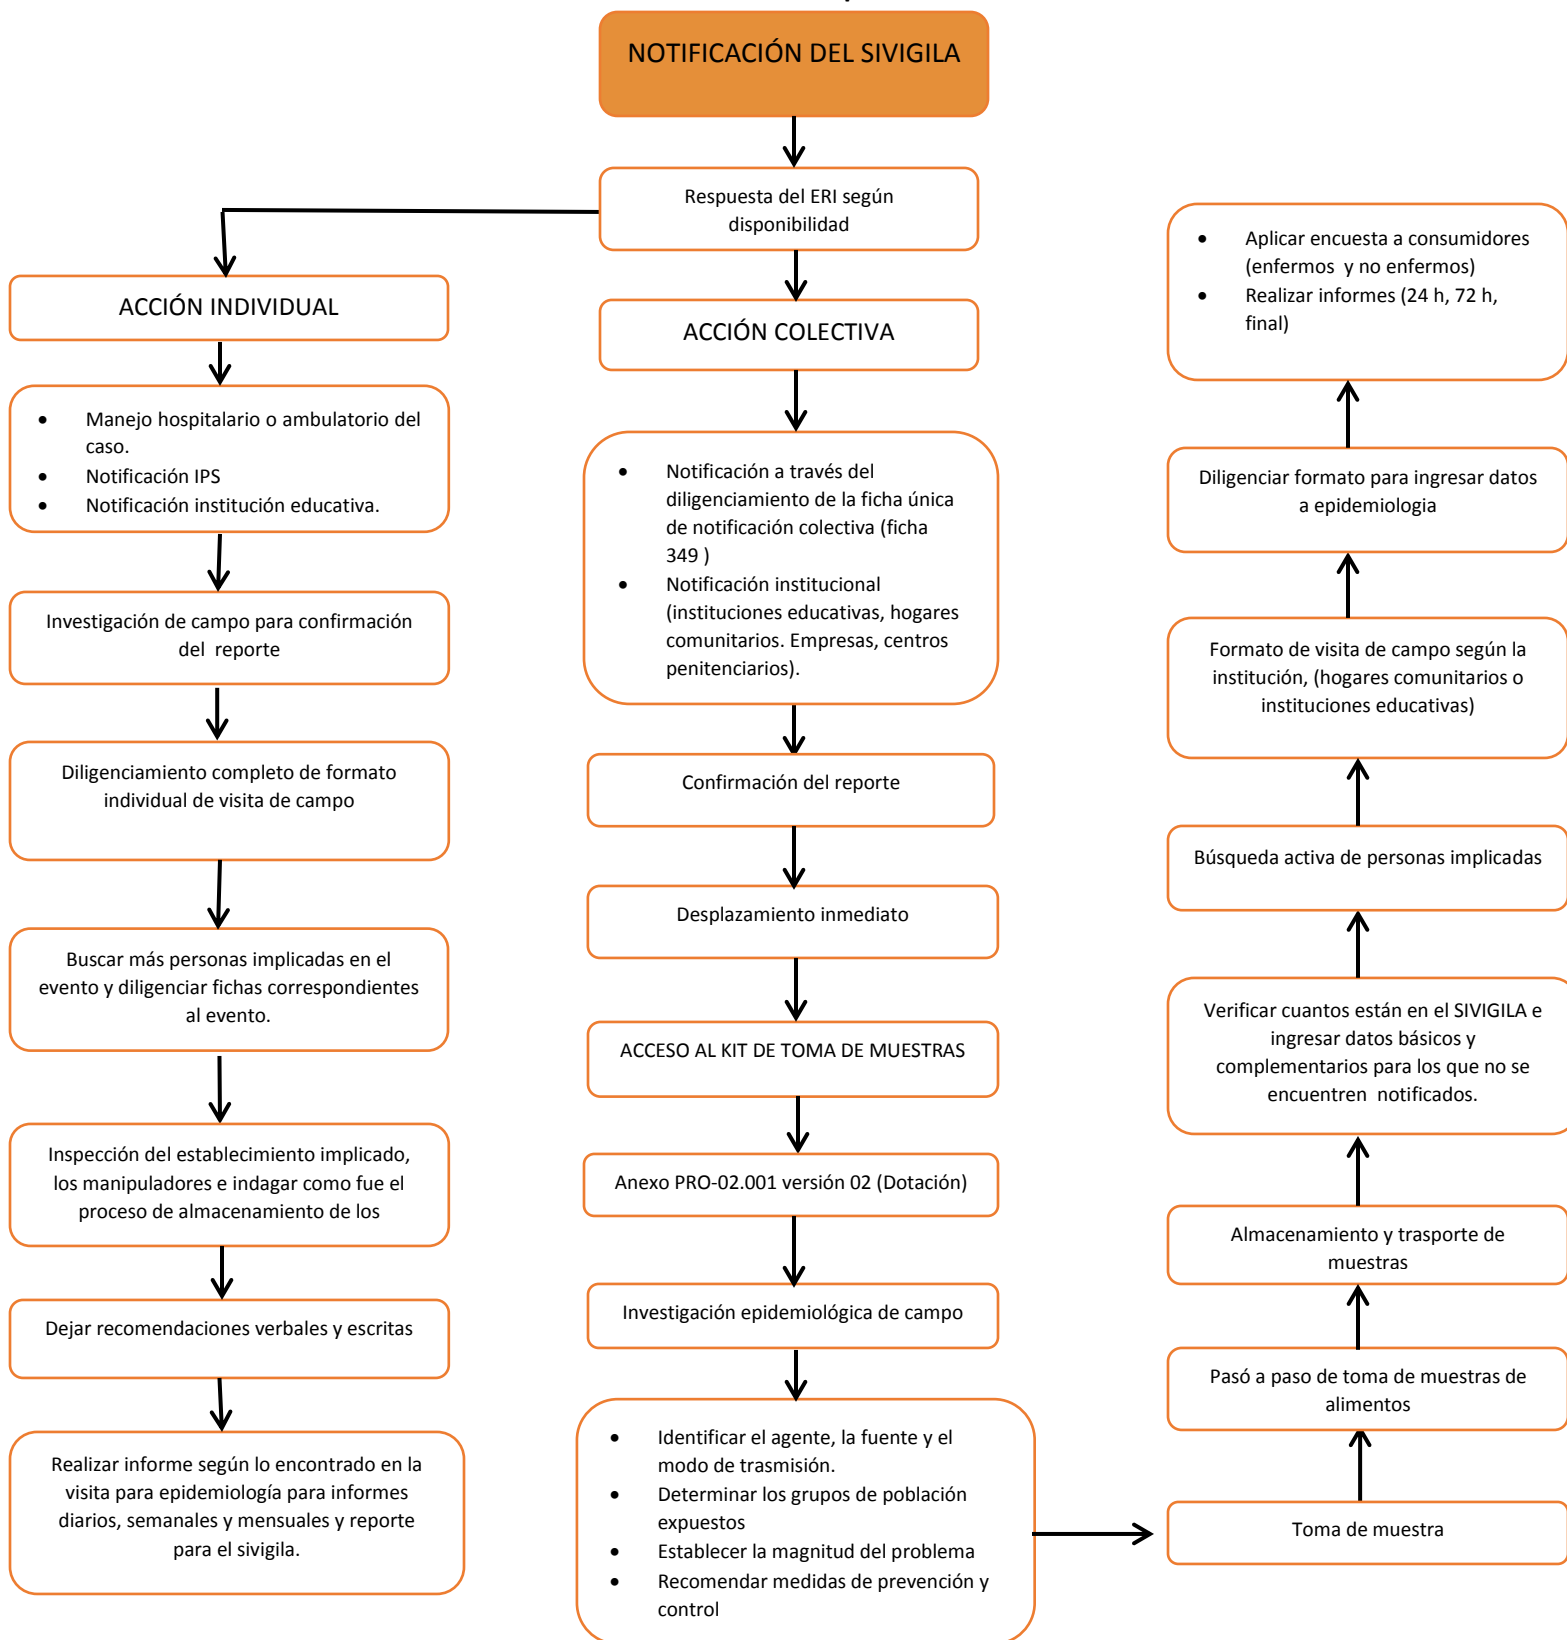 NOTIFICACIÓN DEL SIVIGILA
Respuesta del ERI según
disponibilidad
ACCIÓN INDIVIDUAL
• Manejo hospitalario o ambulatorio del
caso.
• Notificación IPS
• Notificación institución educativa.
Investigación de campo para confirmación
del reporte
Diligenciamiento completo de formato
individual de visita de campo
Buscar más personas implicadas en el
evento y diligenciar fichas correspondientes
al evento.
Inspección del establecimiento implicado,
los manipuladores e indagar como fue el
proceso de almacenamiento de los
Dejar recomendaciones verbales y escritas
Realizar informe según lo encontrado en la
visita para epidemiología para informes
diarios, semanales y mensuales y reporte
para el sivigila.
ACCIÓN COLECTIVA
• Notificación a través del
diligenciamiento de la ficha única
de notificación colectiva (ficha
349 )
• Notificación institucional
(instituciones educativas, hogares
comunitarios. Empresas, centros
penitenciarios).
Confirmación del reporte
Desplazamiento inmediato
ACCESO AL KIT DE TOMA DE MUESTRAS
Anexo PRO-02.001 versión 02 (Dotación)
Investigación epidemiológica de campo
• Identificar el agente, la fuente y el
modo de trasmisión.
• Determinar los grupos de población
expuestos
• Establecer la magnitud del problema
• Recomendar medidas de prevención y
control
Toma de muestra
Pasó a paso de toma de muestras de
alimentos
Almacenamiento y trasporte de
muestras
Verificar cuantos están en el SIVIGILA e
ingresar datos básicos y
complementarios para los que no se
encuentren notificados.
Búsqueda activa de personas implicadas
Formato de visita de campo según la
institución, (hogares comunitarios o
instituciones educativas)
Diligenciar formato para ingresar datos
a epidemiologia
• Aplicar encuesta a consumidores
(enfermos y no enfermos)
• Realizar informes (24 h, 72 h,
final)